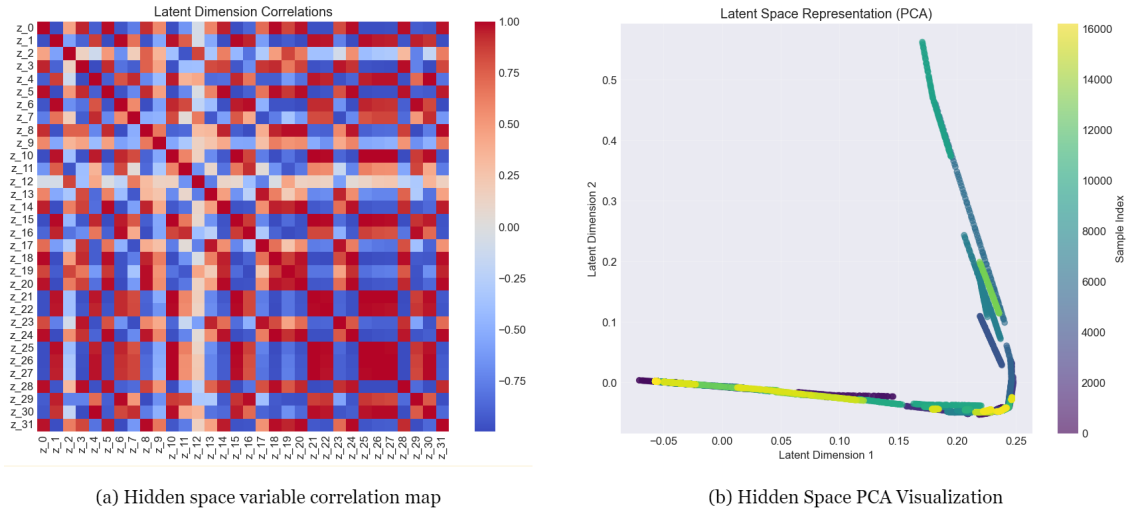 Latent Dimension Correlations
z_0
z_1
z_2
z_3
z_4
z_5
z_6
z_7
z_8
z_9
z_10
z_11
z_12
z_13
z_14
z_15
z_16
z_17
z_18
z_19
z_20
z_21
z_22
z_23
z_24
z_25
z_26
z_27
z_28
z_29
z_30
z_31
z_0 z_1 z_2 z_3 z_4 z_5 z_6 z_7 z_8 z_9 z_10 z_11 z_12 z_13 z_14 z_15 z_16 z_17 z_18 z_19 z_20 z_21 z_22 z_23 z_24 z_25 z_26 z_27 z_28 z_29 z_30 z_31
1.00
0.75
0.50
0.25
0.00
−0.25
−0.50
−0.75
(a) Hidden space variable correlation map
Latent Space Representation (PCA)
Latent Dimension 2
0.5
0.4
0.3
0.2
0.1
0.0
−0.05 0.00 0.05 0.10 0.15 0.20 0.25
Latent Dimension 1
16000
14000
12000
10000
8000
6000
4000
2000
0
Sample Index
(b) Hidden Space PCA Visualization